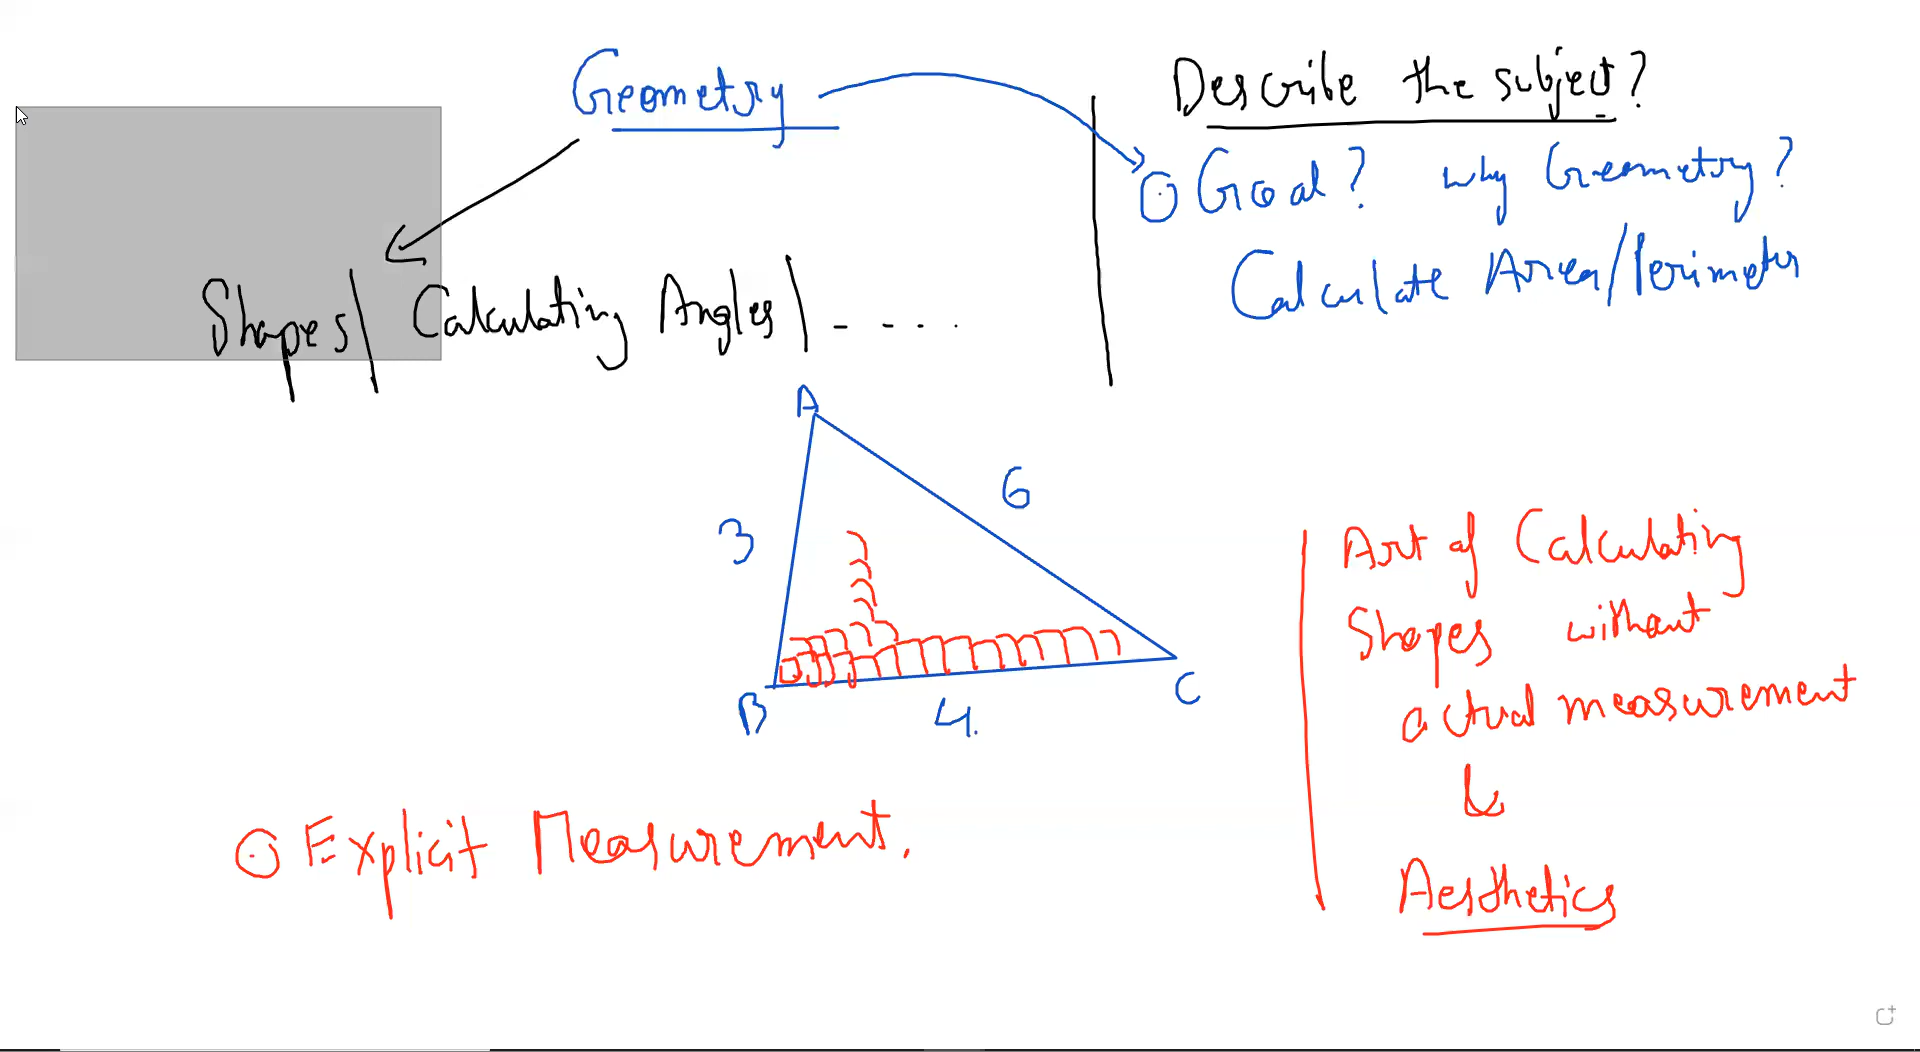 Geometry
Describe the subject?
Goal? Why Geometry?
Calculate Area/Perimeter
Shapes| Calculating Angles| - - - .
A
6
3
B
4.
C
Art of Calculating
Shapes without
actual measurement
&
Aesthetics
Explicit Measurement.